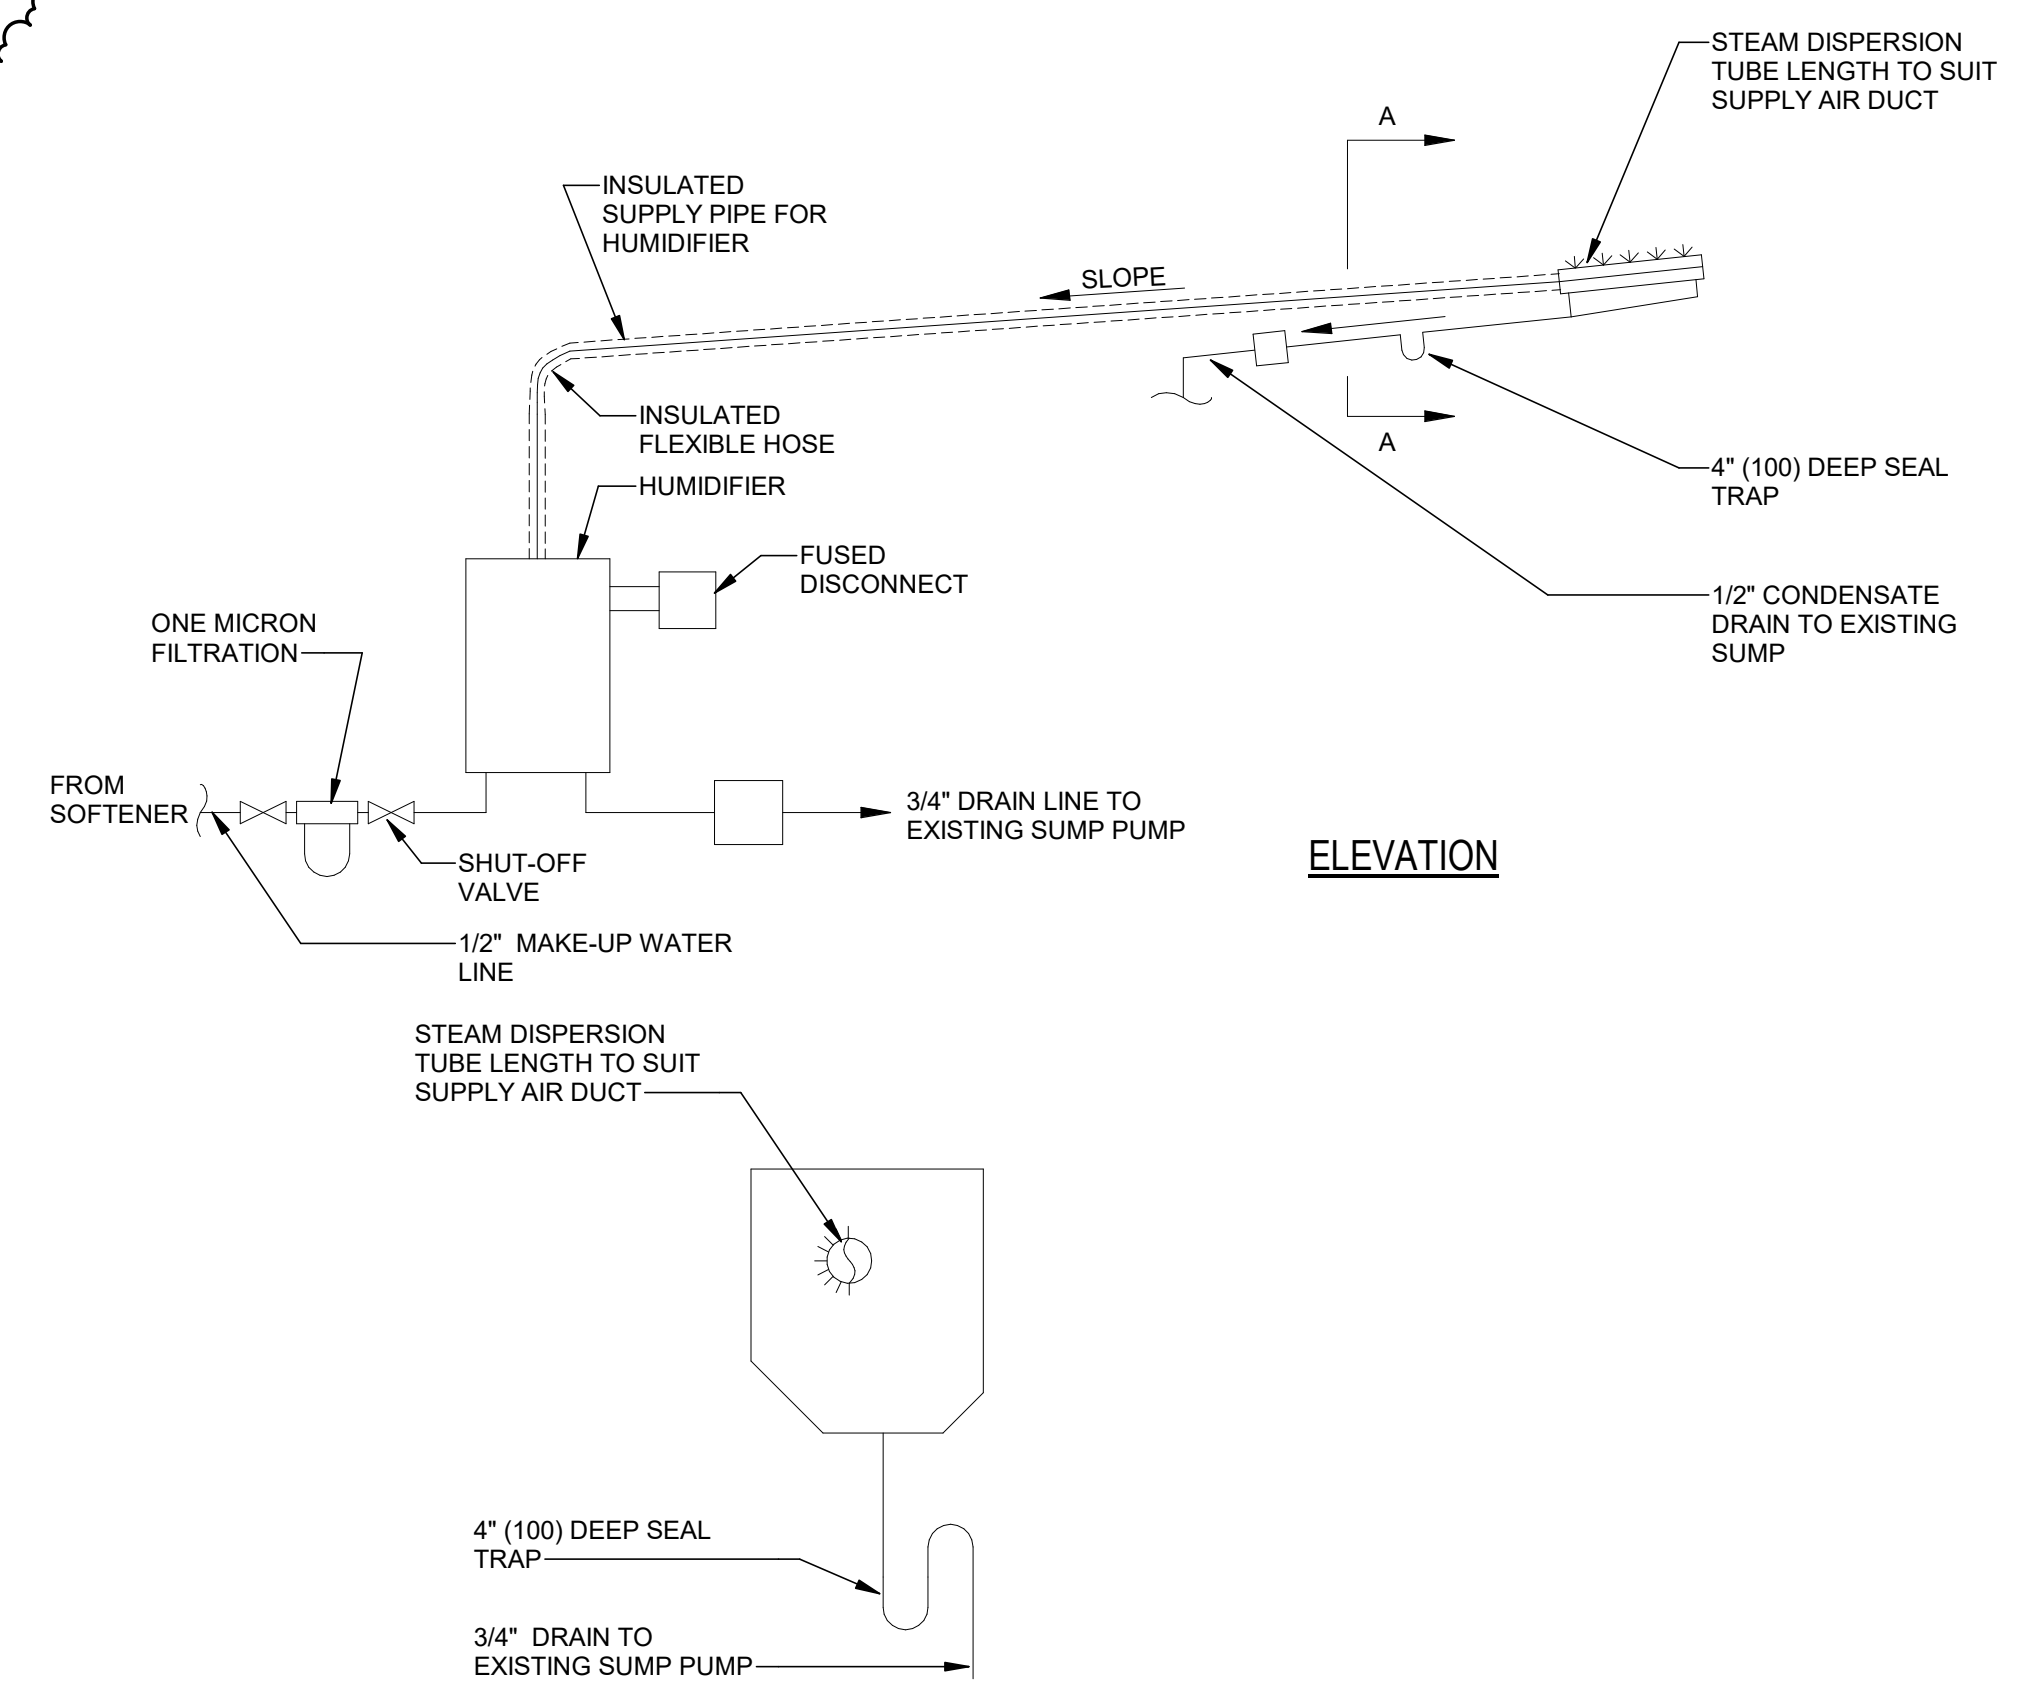 STEAM DISPERSION
TUBE LENGTH TO SUIT
SUPPLY AIR DUCT
A
INSULATED
SUPPLY PIPE FOR
HUMIDIFIER
SLOPE
INSULATED
FLEXIBLE HOSE
A
HUMIDIFIER
4" (100) DEEP SEAL
TRAP
FUSED
DISCONNECT
1/2" CONDENSATE
DRAIN TO EXISTING
SUMP
ONE MICRON
FILTRATION
FROM
SOFTENER
3/4" DRAIN LINE TO
EXISTING SUMP PUMP
ELEVATION
SHUT-OFF
VALVE
1/2" MAKE-UP WATER
LINE
STEAM DISPERSION
TUBE LENGTH TO SUIT
SUPPLY AIR DUCT
4" (100) DEEP SEAL
TRAP
3/4" DRAIN TO
EXISTING SUMP PUMP